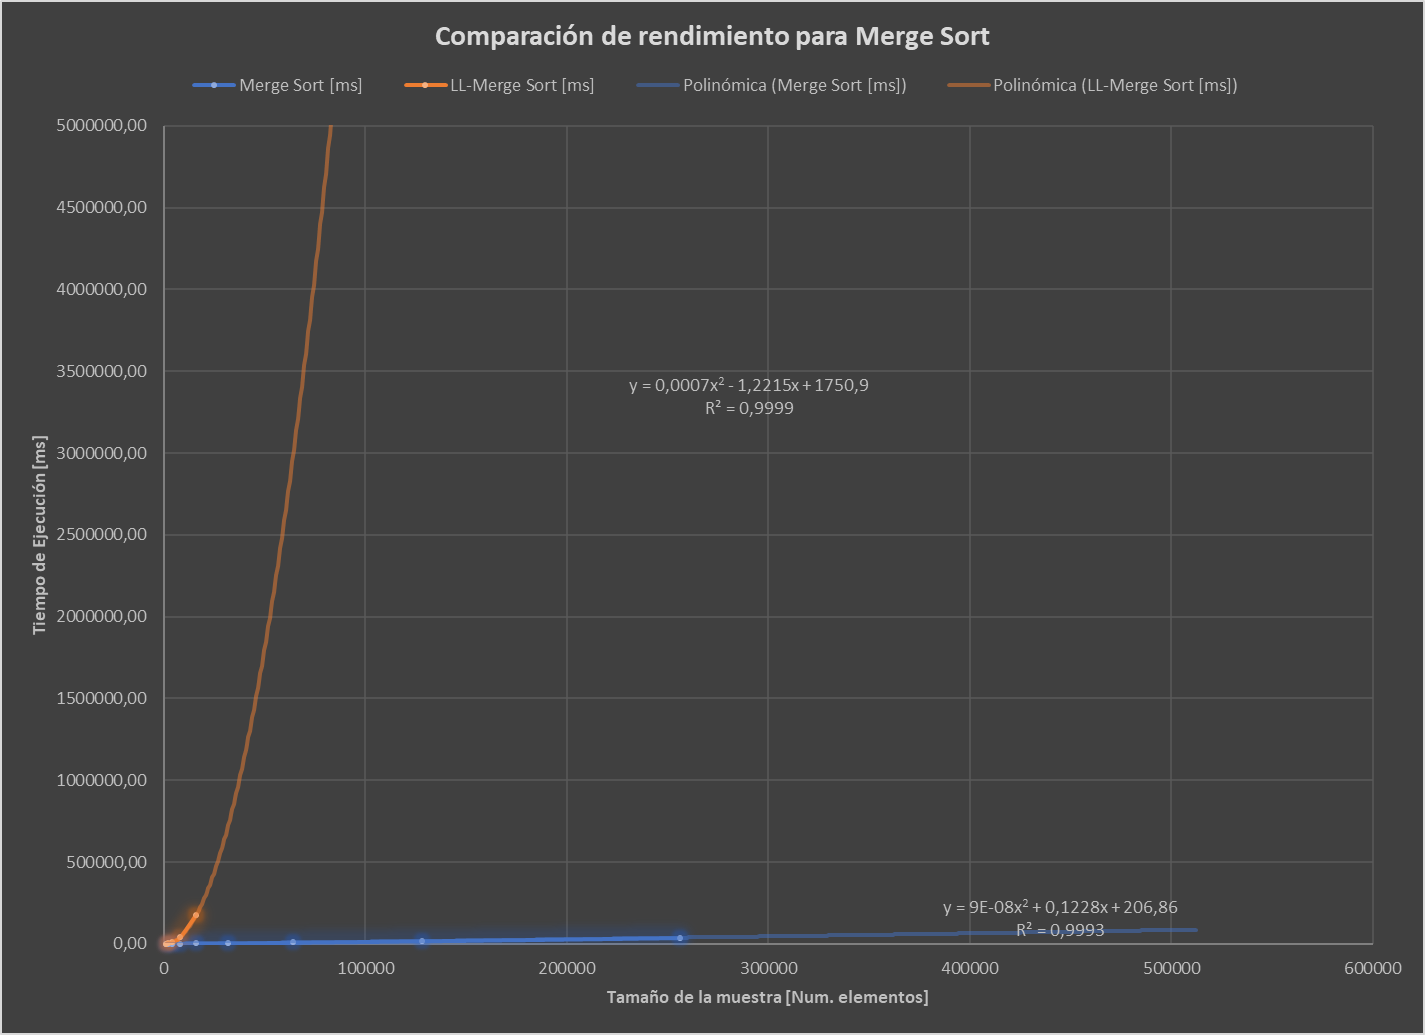 Comparación de rendimiento para Merge Sort
Merge Sort [ms] LL-Merge Sort [ms] Polinómica (Merge Sort [ms]) Polinómica (LL-Merge Sort [ms])
5000000,00
4500000,00
4000000,00
3500000,00
3000000,00
2500000,00
2000000,00
1500000,00
1000000,00
500000,00
0,00
Tiempo de Ejecución [ms]
y = 0,0007x² - 1,2215x + 1750,9
R² = 0,9999
y = 9E-08x² + 0,1228x + 206,86
R² = 0,9993
0 100000 200000 300000 400000 500000 600000
Tamaño de la muestra [Num. elementos]